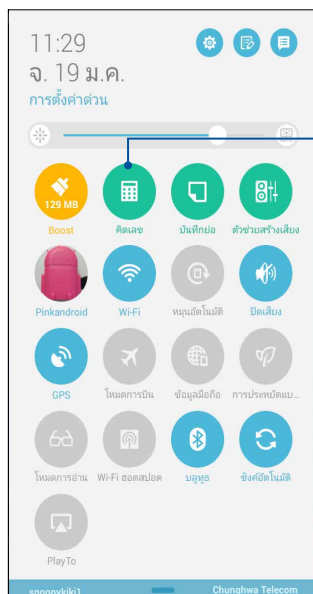 11:29
จ. 19 ม.ค.
การตั้งค่าด่วน
129 MB
Boost คิดเลข บันทึกย่อ ตัวช่วยสร้างเสียง
Pinkandroid Wi-Fi หมุนอัตโนมัติ ปิดเสียง
GPS โหมดการบิน ข้อมูลมือถือ การประหยัดแบ...
โหมดการอ่าน Wi-Fi ฮอตสปอต บลูทูธ ซิงค์อัตโนมัติ
PlayTo
spoonykiki1 Chunghwa Telecom